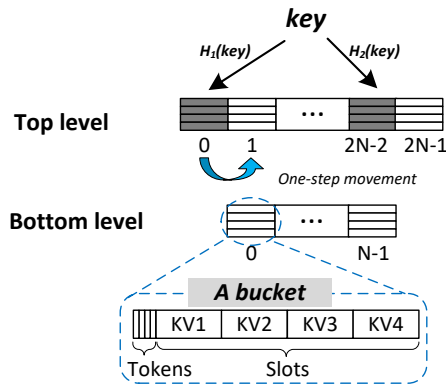 key
H1(key) H2(key)
Top level
...
0 1 2N-2 2N-1
One-step movement
Bottom level
...
0 N-1
A bucket
KV1 KV2 KV3 KV4
Tokens Slots